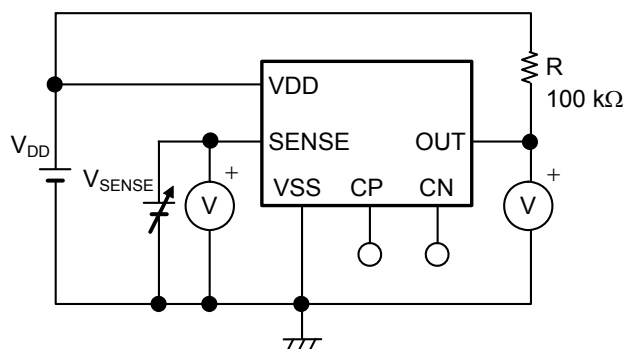 R
VDD
100 kΩ
VDD
SENSE
OUT
VSENSE
+
+
VSS
CP
CN
V
V